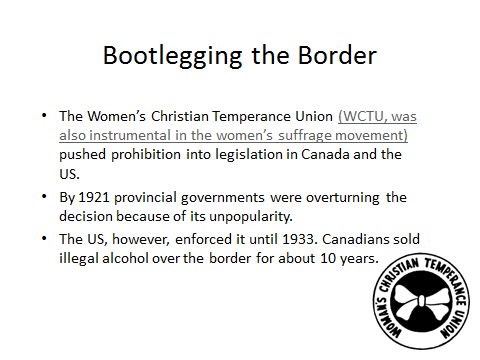 Bootlegging the Border
• The Women's Christian Temperance Union (WCTU, was
also instrumental in the women's suffrage movement)
pushed prohibition into legislation in Canada and the
US.
• By 1921 provincial governments were overturning the
decision because of its unpopularity.
• The US, however, enforced it until 1933. Canadians sold
illegal alcohol over the border for about 10 years.
WOMAN'S CHRISTIAN TEMPERANCE UNION